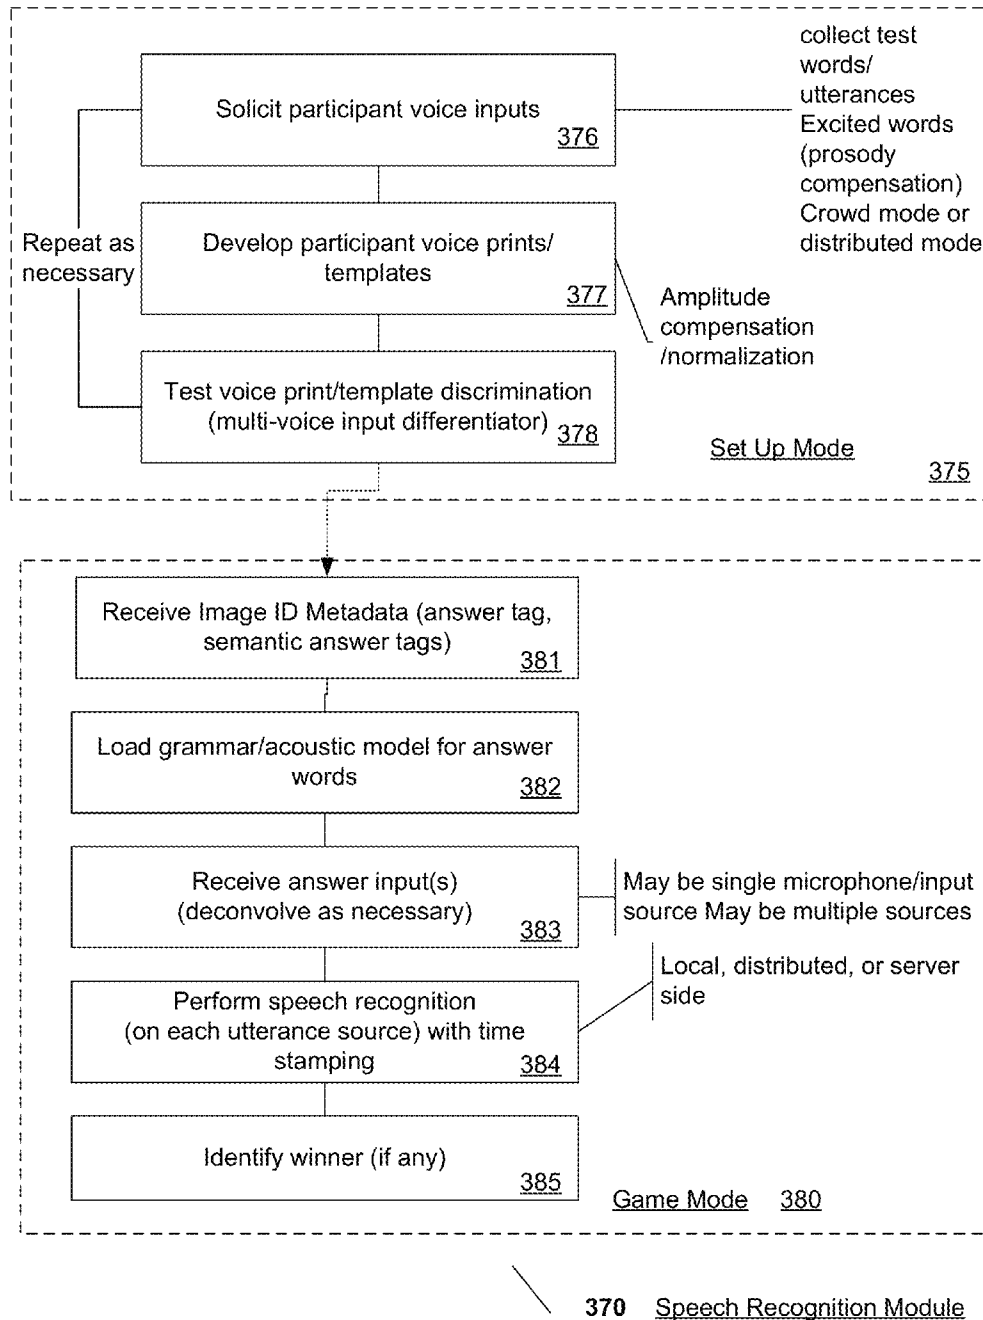 collect test
words/
utterances
Excited words
(prosody
compensation)
Crowd mode or
distributed mode
Solicit participant voice inputs
376
Repeat as
necessary
Develop participant voice prints/
templates
377
Amplitude
compensation
/normalization
Test voice print/template discrimination
(multi-voice input differentiator)
378
Set Up Mode
375
Receive Image ID Metadata (answer tag,
semantic answer tags)
381
Load grammar/acoustic model for answer
words
382
Receive answer input(s)
(deconvolve as necessary)
383
May be single microphone/input
source May be multiple sources
Local, distributed, or server
side
Perform speech recognition
(on each utterance source) with time
stamping
384
Identify winner (if any)
385
Game Mode 380
370 Speech Recognition Module